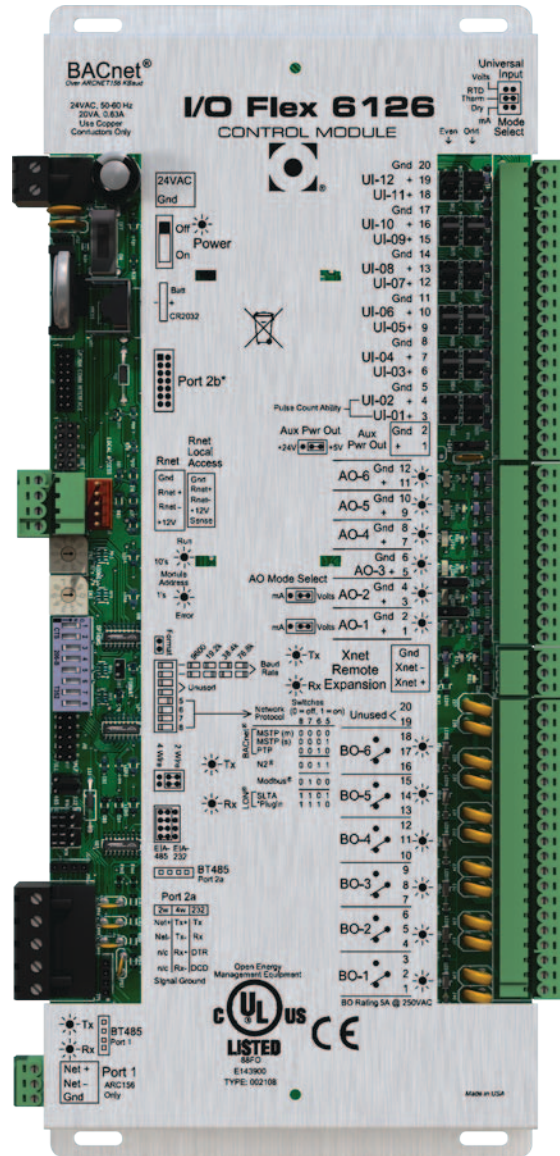 BACnet®
Over ARCNET156 KBaud
24VAC, 50-60 Hz
20VA, 0.83A
Use Copper
Conductors Only
I/O Flex 6126
CONTROL MODULE
®
Universal
Input
Volts
RTD
Therm
Dry
mA
Mode
Select
Even
Odd
24VAC
Gnd
Off
Power
On
Batt
- +
CR2032
Port 2b*
Gnd 20
UI-12 + 19
UI-11 + 18
Gnd 17
UI-10 + 16
UI-09 + 15
Gnd 14
UI-08 + 13
UI-07 + 12
Gnd 11
UI-06 + 10
UI-05 + 9
Gnd 8
UI-04 + 7
UI-03 + 6
Gnd 5
UI-02 + 4
Pulse Count Ability
UI-01 + 3
Aux Pwr Out
+24V +5V
Aux
Pwr Out
Gnd 2
+ 1
Rnet
Gnd
Rnet +
Rnet -
+12V
Rnet
Local
Access
Gnd
Rnet+
Rnet-
+12V
Sense
AO-6 Gnd 12
+ 11
AO-5 Gnd 10
+ 9
AO-4 Gnd 8
+ 7
Gnd 6
AO-3 + 5
AO Mode Select
mA Volts
AO-2 Gnd 4
+ 3
mA Volts
AO-1 Gnd 2
+ 1
Run
10's
Module
Address
1's
Error
Format
9600
19.2k
38.4k
76.8k
Baud
Rate
Unused
Tx
Rx
Xnet
Remote
Expansion
Gnd
Xnet -
Xnet +
5
6
7
8
Network
Protocol
Switches
(0 = off, 1 = on)
8 7 6 5
BACnet®
MSTP (m) 0 0 0 0
MSTP (s) 0 0 0 1
PTP 0 0 1 0
N2® 0 0 1 1
Modbus® 0 1 0 0
LON®
SLTA 1 1 0 1
*PlugIn 1 1 1 0
4 Wire
2 Wire
Tx
Rx
EIA-
485
EIA-
232
BT485
Port 2a
Port 2a
2w 4w 232
Net+ Tx+ Tx
Net- Tx- Rx
n/c Rx+ DTR
n/c Rx- DCD
Signal Ground
Unused
20
19
18
BO-6 17
16
15
BO-5 14
13
12
BO-4 11
10
9
BO-3 8
7
6
BO-2 5
4
3
BO-1 2
1
BO Rating 5A @ 250VAC
Open Energy
Management Equipment
C UL US
®
LISTED
88FO
E143900
TYPE: 002108
CE
Tx
Rx
BT485
Port 1
Net +
Net -
Gnd
Port 1
ARC156
Only
Made in USA